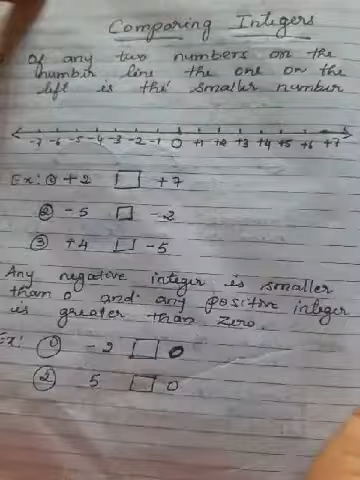 Comparing Integers
Of any two numbers on the
number line the one on the
left is the smaller number
-7 -6 -5 -4 -3 -2 -1 0 +1 +2 +3 +4 +5 +6 +7
Ex: ① +2 □ +7
② -5 □ -2
③ +4 □ -5
Any negative integer is smaller
than 0 and any positive integer
is greater than zero.
Ex: ① -2 □ 0
② 5 □ 0